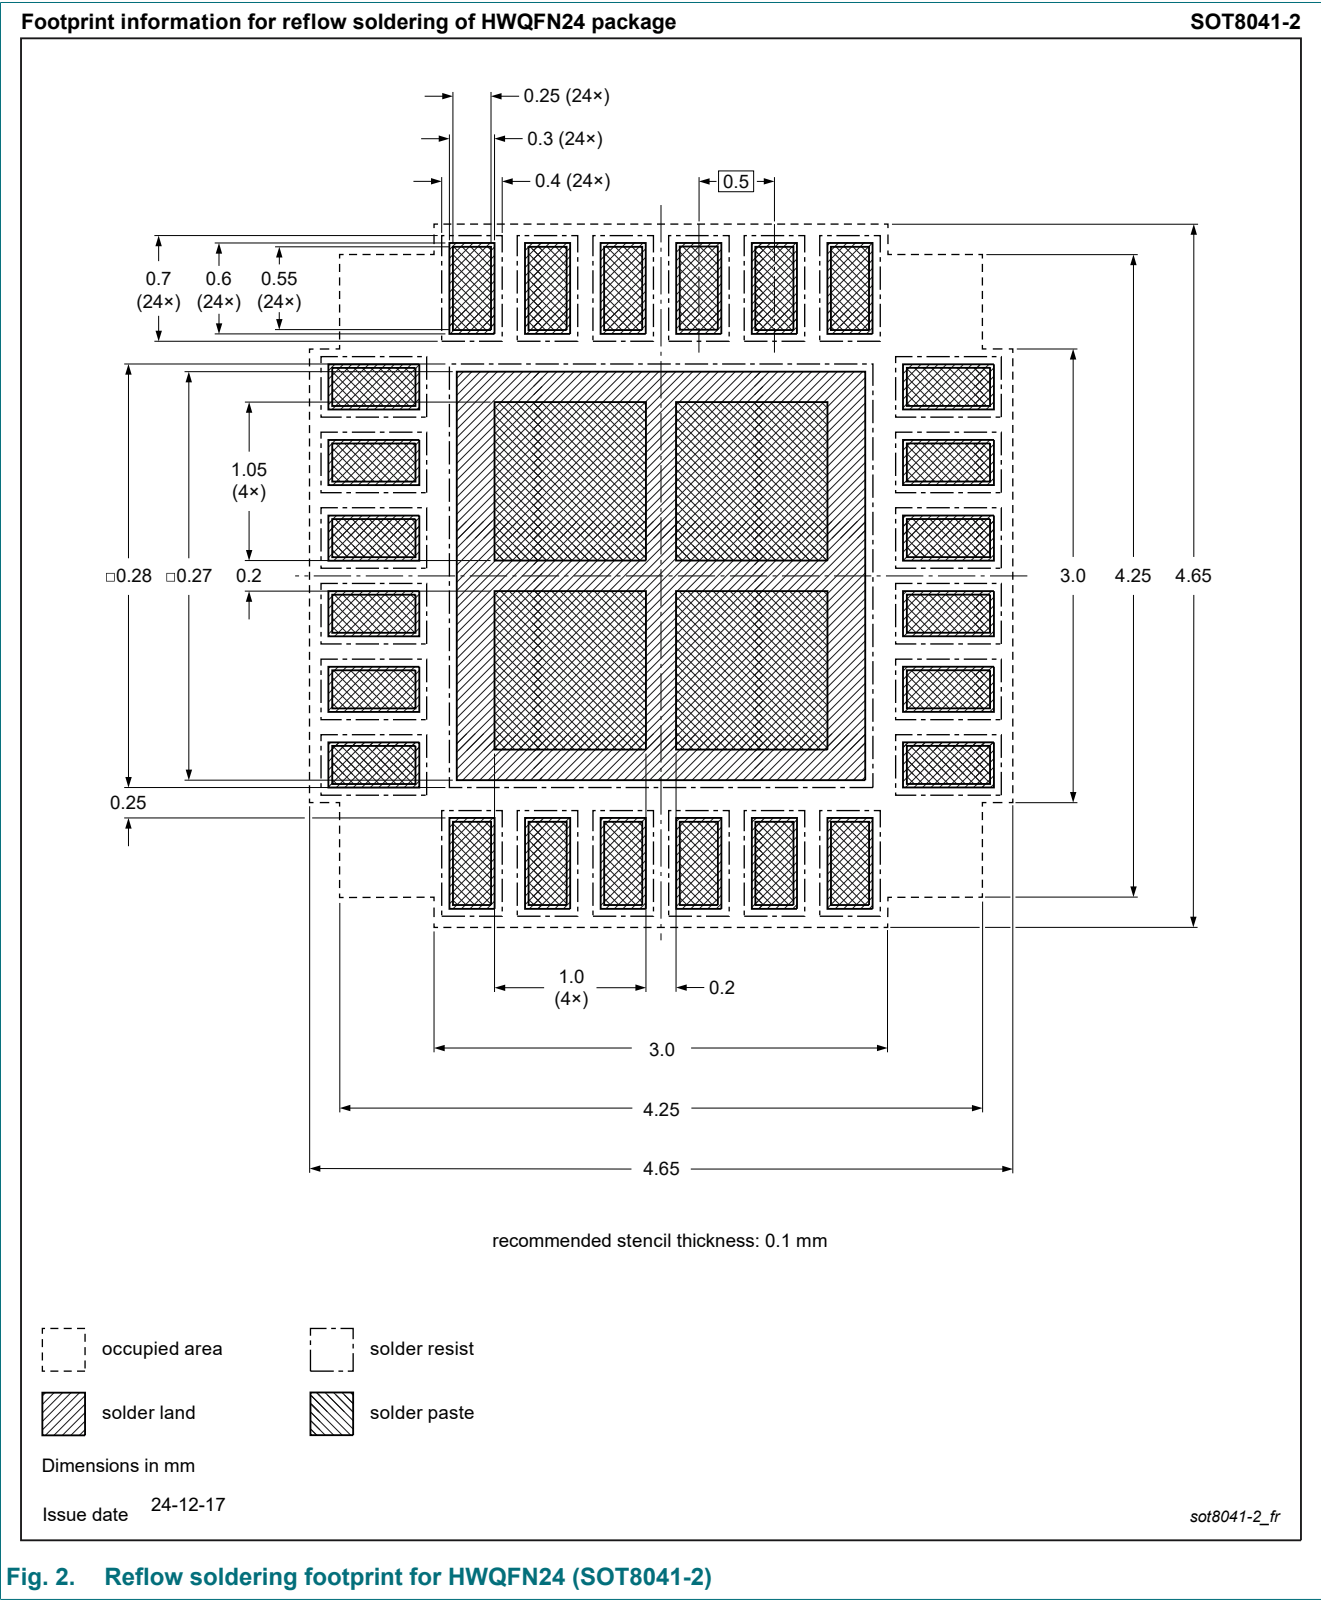 Footprint information for reflow soldering of HWQFN24 package SOT8041-2
0.25 (24×)
0.3 (24×)
0.4 (24×)
0.5
0.7
(24×)
0.6
(24×)
0.55
(24×)
1.05
(4×)
□0.28 □0.27 0.2 3.0 4.25 4.65
0.25
1.0
(4×)
0.2
3.0
4.25
4.65
recommended stencil thickness: 0.1 mm
occupied area solder resist
solder land solder paste
Dimensions in mm
Issue date 24-12-17 sot8041-2_fr
Fig. 2. Reflow soldering footprint for HWQFN24 (SOT8041-2)